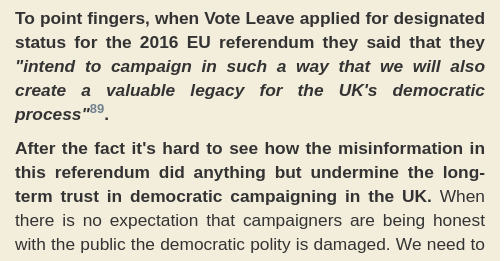 To point fingers, when Vote Leave applied for designated
status for the 2016 EU referendum they said that they
"intend to campaign in such a way that we will also
create a valuable legacy for the UK's democratic
process"89.
After the fact it's hard to see how the misinformation in
this referendum did anything but undermine the long-
term trust in democratic campaigning in the UK. When
there is no expectation that campaigners are being honest
with the public the democratic polity is damaged. We need to